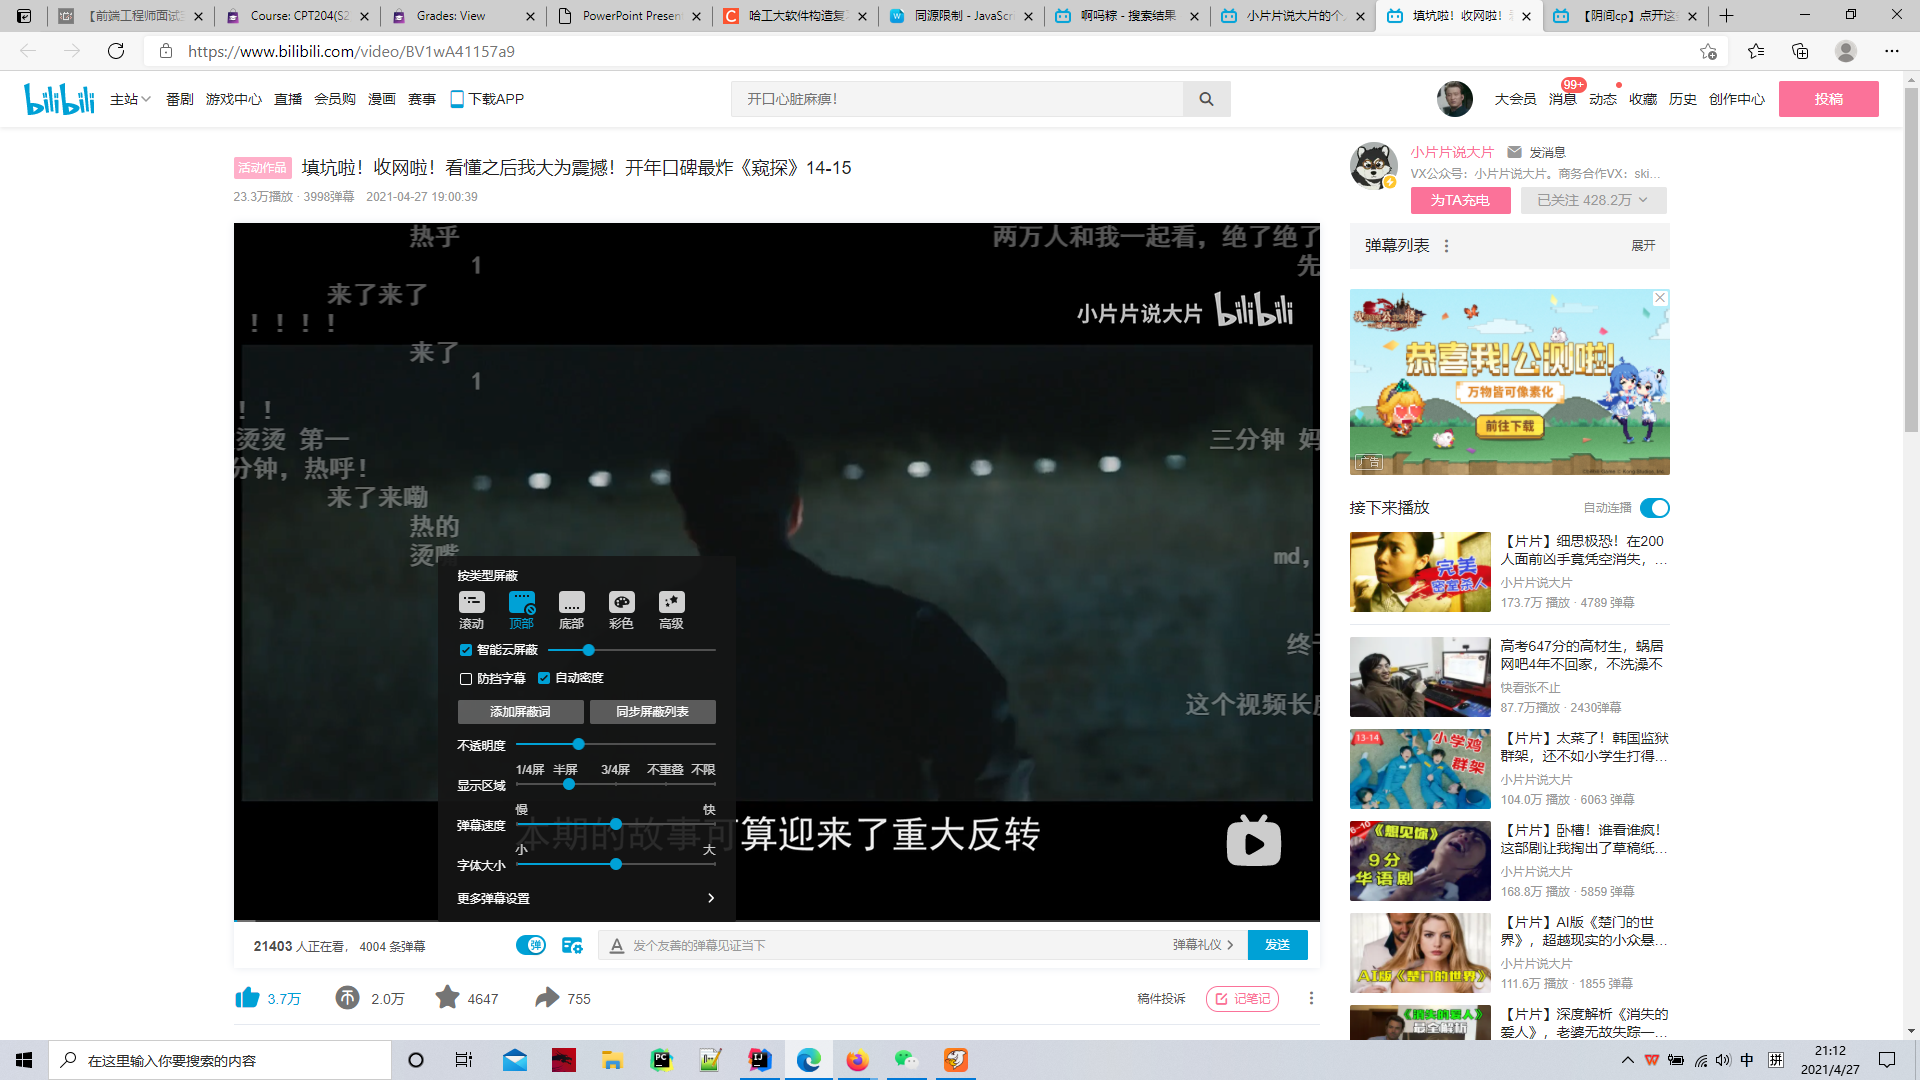 【前端工程师面试
Course: CPT204(S2
Grades: View
PowerPoint Presen
哈工大软件构造复
同源限制 - JavaScri
啊吗粽 - 搜索结果
小片片说大片的个
填坑啦！收网啦！
【阴间cp】点开这
https://www.bilibili.com/video/BV1wA41157a9
bilibili
主站
番剧
游戏中心
直播
会员购
漫画
赛事
下载APP
开口心脏麻痹！
大会员
99+
消息
动态
收藏
历史
创作中心
投稿
活动作品
填坑啦！收网啦！看懂之后我大为震撼！开年口碑最炸《窥探》14-15
23.3万播放 · 3998弹幕
2021-04-27 19:00:39
小片片说大片
发消息
VX公众号：小片片说大片。商务合作VX：ski...
为TA充电
已关注 428.2万
热乎
两万人和我一起看，绝了绝了
1
先
来了来了
！！！！
小片片说大片 bilibili
来了
1
！！
烫烫 第一
三分钟
分钟，热呼！
来了来嘞
热的
烫嘴
md,
这个视频长
按类型屏蔽
滚动
顶部
底部
彩色
高级
智能云屏蔽
防挡字幕
自动密度
添加屏蔽词
同步屏蔽列表
不透明度
1/4屏 半屏 3/4屏 不重叠 不限
显示区域
慢 快
弹幕速度
小 大
字体大小
更多弹幕设置
本期的故事可算迎来了重大反转
21403 人正在看， 4004 条弹幕
弹
发个友善的弹幕见证当下
弹幕礼仪
发送
3.7万
2.0万
4647
755
稿件投诉
记笔记
弹幕列表
展开
恭喜我!公测啦!
万物皆可像素化
前往下载
广告
接下来播放
自动连播
完美
密室杀人
【片片】细思极恐！在200
人面前凶手竟凭空消失，...
小片片说大片
173.7万 播放 · 4789 弹幕
高考647分的高材生，蜗居
网吧4年不回家，不洗澡不
快看张不止
87.7万播放 · 2430弹幕
13-14
小学鸡
群架
【片片】太菜了！韩国监狱
群架，还不如小学生打得...
小片片说大片
104.0万 播放 · 6063 弹幕
6-10
《想见你》
9分
华语剧
【片片】卧槽！谁看谁疯！
这部剧让我掏出了草稿纸...
小片片说大片
168.8万 播放 · 5859 弹幕
AI版《楚门的世界》
【片片】AI版《楚门的世
界》，超越现实的小众悬...
小片片说大片
111.6万 播放 · 1855 弹幕
《消失的爱人》
最全解析
【片片】深度解析《消失的
爱人》，老婆无故失踪一...
在这里输入你要搜索的内容
中
拼
21:12
2021/4/27